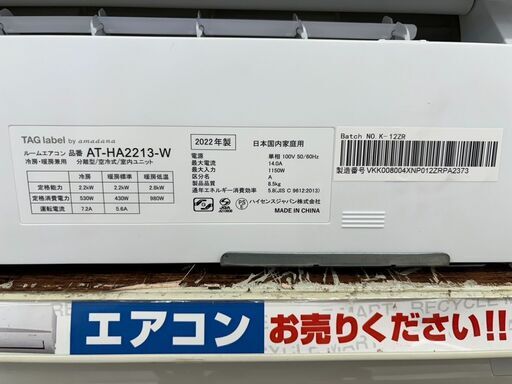 TAG label by amadana
ルームエアコン 品番 AT-HA2213-W
冷房・暖房兼用 分離型/空冷式/室内ユニット
冷房 暖房標準 暖房低温
定格能力 2.2kW 2.2kW 2.8kW
定格消費電力 530W 430W 980W
運転電流 7.2A 5.6A
2022年製 日本国内家庭用
電源 単相 100V 50/60Hz
最大電流 14.0A
最大入力 1150W
区分名 A
質量 8.5kg
通年エネルギー消費効率 5.8(JIS C 9612:2013)
ハイセンスジャパン株式会社
MADE IN CHINA
Batch NO. K-12ZR
製造番号 VKK008004XNP012ZRPA2373
エアコン お売りください!